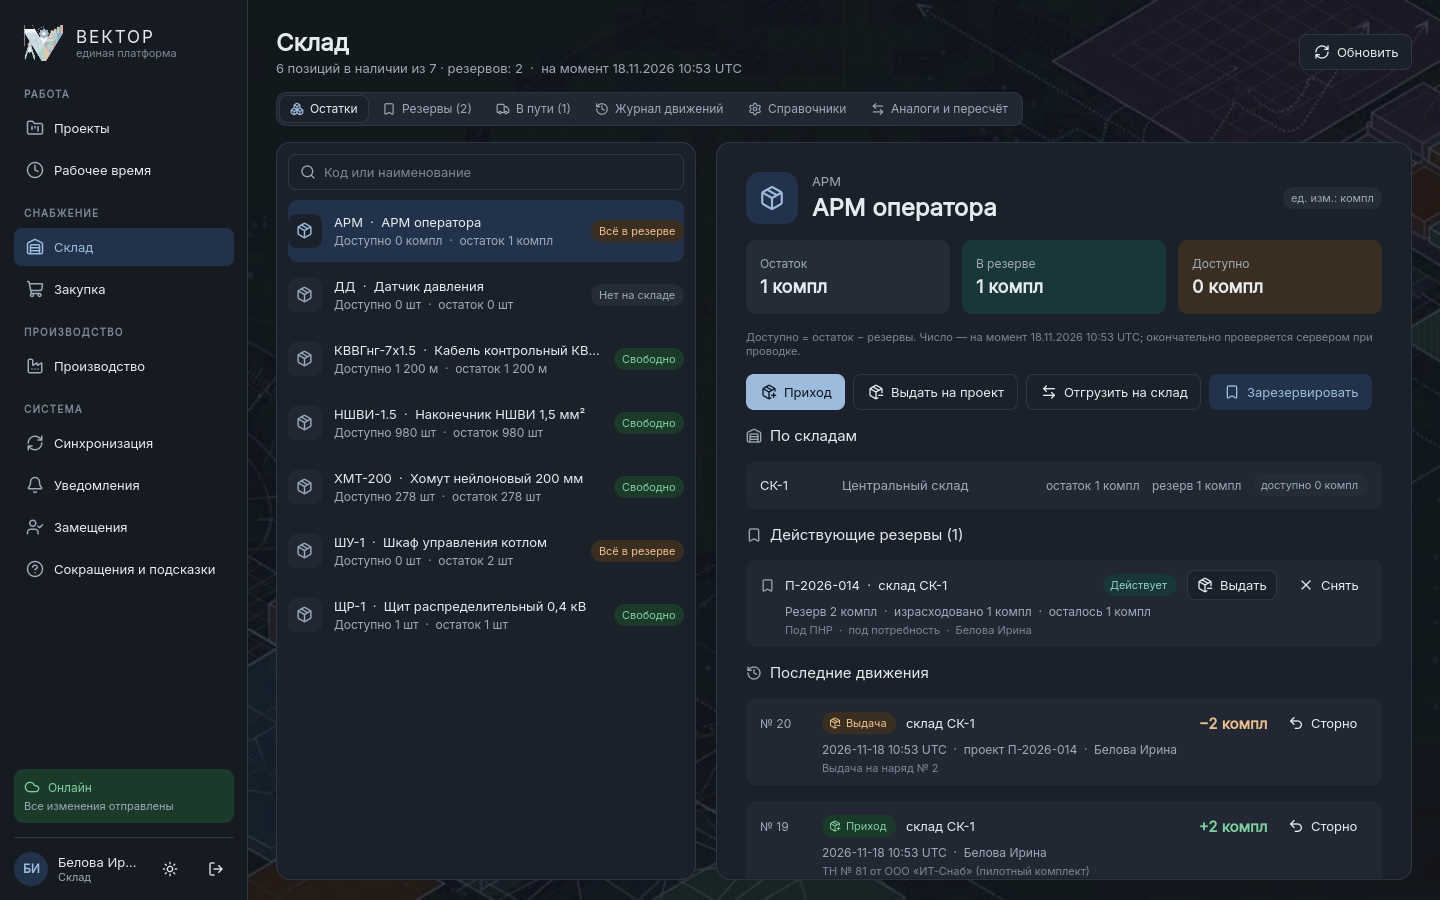 ВЕКТОР
единая платформа
РАБОТА
Проекты
Рабочее время
СНАБЖЕНИЕ
Склад
Закупка
ПРОИЗВОДСТВО
Производство
СИСТЕМА
Синхронизация
Уведомления
Замещения
Сокращения и подсказки
Онлайн
Все изменения отправлены
БИ
Белова Ир...
Склад
Склад
6 позиций в наличии из 7 · резервов: 2 · на момент 18.11.2026 10:53 UTC
Обновить
Остатки
Резервы (2)
В пути (1)
Журнал движений
Справочники
Аналоги и пересчёт
Код или наименование
АРМ · АРМ оператора
Доступно 0 компл · остаток 1 компл
Всё в резерве
ДД · Датчик давления
Доступно 0 шт · остаток 0 шт
Нет на складе
КВВГнг-7х1.5 · Кабель контрольный КВ...
Доступно 1 200 м · остаток 1 200 м
Свободно
НШВИ-1.5 · Наконечник НШВИ 1,5 мм²
Доступно 980 шт · остаток 980 шт
Свободно
ХМТ-200 · Хомут нейлоновый 200 мм
Доступно 278 шт · остаток 278 шт
Свободно
ШУ-1 · Шкаф управления котлом
Доступно 0 шт · остаток 2 шт
Всё в резерве
ЩР-1 · Щит распределительный 0,4 кВ
Доступно 1 шт · остаток 1 шт
Свободно
АРМ
АРМ оператора
ед. изм.: компл
Остаток
1 компл
В резерве
1 компл
Доступно
0 компл
Доступно = остаток − резервы. Число — на момент 18.11.2026 10:53 UTC; окончательно проверяется сервером при
проводке.
Приход
Выдать на проект
Отгрузить на склад
Зарезервировать
По складам
СК-1
Центральный склад
остаток 1 компл
резерв 1 компл
доступно 0 компл
Действующие резервы (1)
П-2026-014 · склад СК-1
Действует
Выдать
Снять
Резерв 2 компл · израсходовано 1 компл · осталось 1 компл
Под ПНР · под потребность · Белова Ирина
Последние движения
№ 20
Выдача
склад СК-1
−2 компл
Сторно
2026-11-18 10:53 UTC · проект П-2026-014 · Белова Ирина
Выдача на наряд № 2
№ 19
Приход
склад СК-1
+2 компл
Сторно
2026-11-18 10:53 UTC · Белова Ирина
ТН № 81 от ООО «ИТ-Снаб» (пилотный комплект)